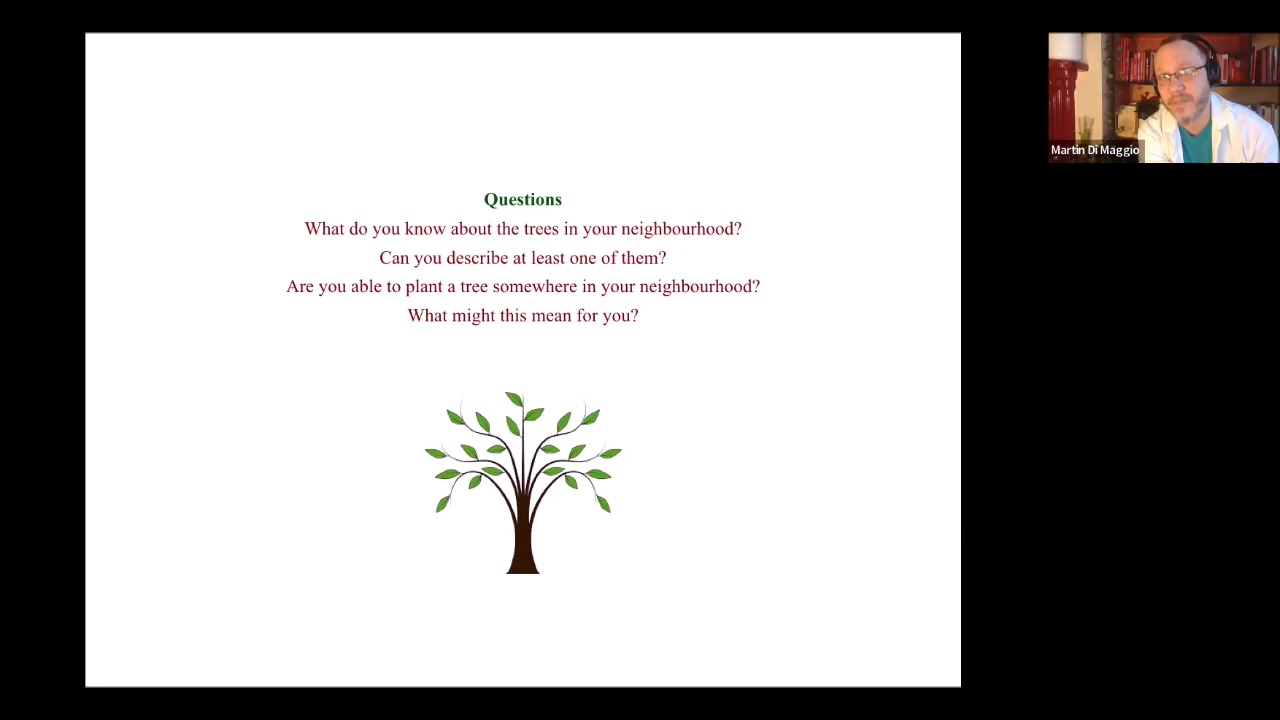 Questions
What do you know about the trees in your neighbourhood?
Can you describe at least one of them?
Are you able to plant a tree somewhere in your neighbourhood?
What might this mean for you?
Martin Di Maggio